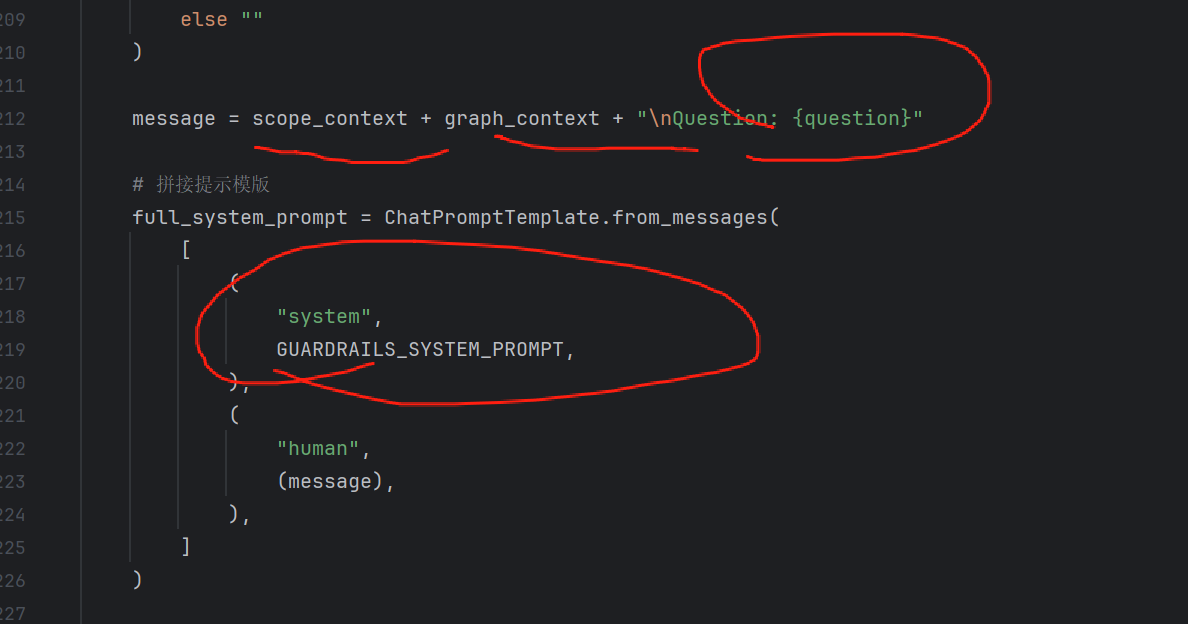 209 else ""
210 )
211
212 message = scope_context + graph_context + "\nQuestion: {question}"
213
214 # 拼接提示模版
215 full_system_prompt = ChatPromptTemplate.from_messages(
216 [
217 (
218 "system",
219 GUARDRAILS_SYSTEM_PROMPT,
220 ),
221 (
222 "human",
223 (message),
224 ),
225 ]
226 )
227